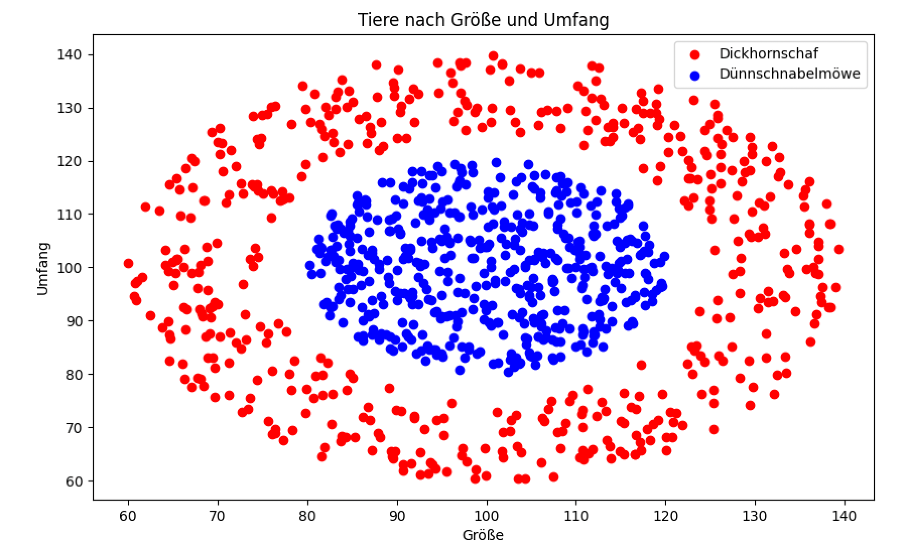 Tiere nach Größe und Umfang
Dickhornschaf
Dünnschnabelmöwe
Umfang
140
130
120
110
100
90
80
70
60
60 70 80 90 100 110 120 130 140
Größe